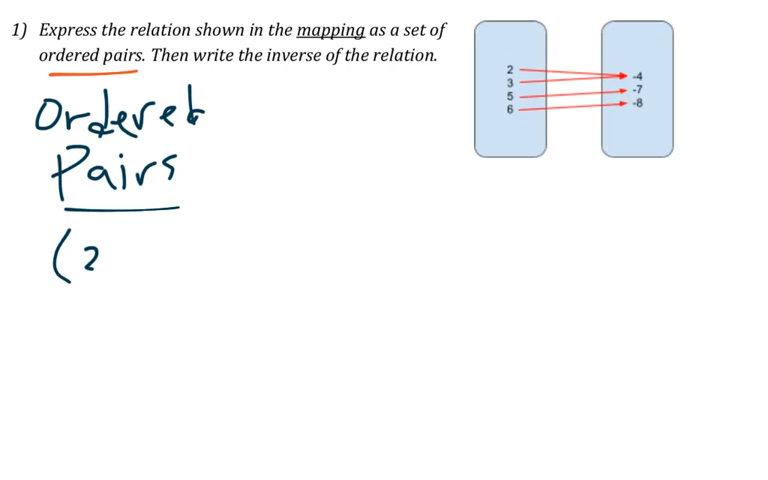 1) Express the relation shown in the mapping as a set of
ordered pairs. Then write the inverse of the relation.
2
3
5
6
-4
-7
-8
Ordered
Pairs
(2